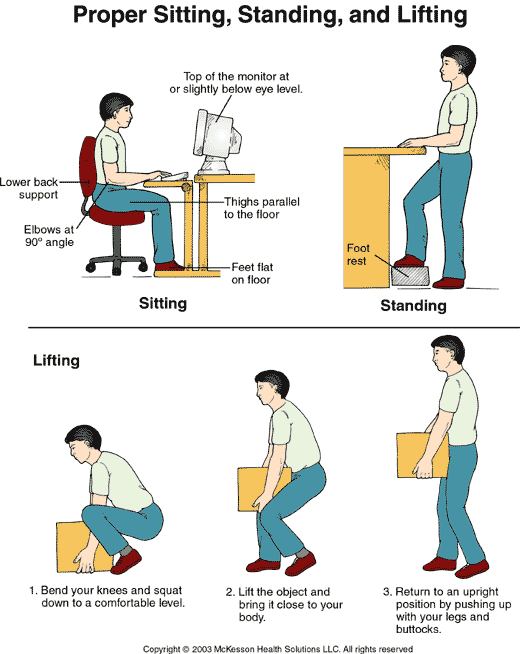 Proper Sitting, Standing, and Lifting
Top of the monitor at
or slightly below eye level.
Lower back
support
Elbows at
90º angle
Thighs parallel
to the floor
Feet flat
on floor
Sitting
Foot
rest
Standing
Lifting
1. Bend your knees and squat
down to a comfortable level.
2. Lift the object and
bring it close to your
body.
3. Return to an upright
position by pushing up
with your legs and
buttocks.
Copyright © 2003 McKesson Health Solutions LLC. All rights reserved